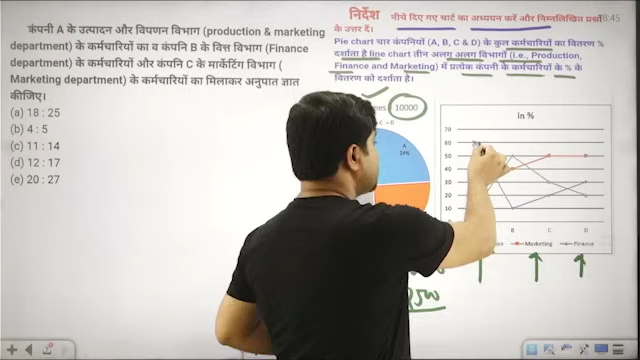 कंपनी A के उत्पादन और विपणन विभाग (production & marketing
department) के कर्मचारियों का व कंपनि B के वित्त विभाग (Finance
department) के कर्मचारियों और कंपनि C के मार्केटिंग विभाग (
Marketing department) के कर्मचारियों का मिलाकर अनुपात ज्ञात
कीजिए।
(a) 18 : 25
(b) 4 : 5
(c) 11 : 14
(d) 12 : 17
(e) 20 : 27
निर्देश नीचे दिए गए चार्ट का अध्ययन करें और निम्नलिखित प्रश्नों
के उत्तर दें।
Pie chart चार कंपनियों (A, B, C & D) के कुल कर्मचारियों का वितरण %
दर्शाता है line chart तीन अलग अलग विभागों (i.e., Production,
Finance and Marketing) में प्रत्येक कंपनी के कर्मचारियों के % के
वितरण को दर्शाता है।
10000
C D
A
24%
in %
70
60
50
40
30
20
10
B C D
Marketing Finance